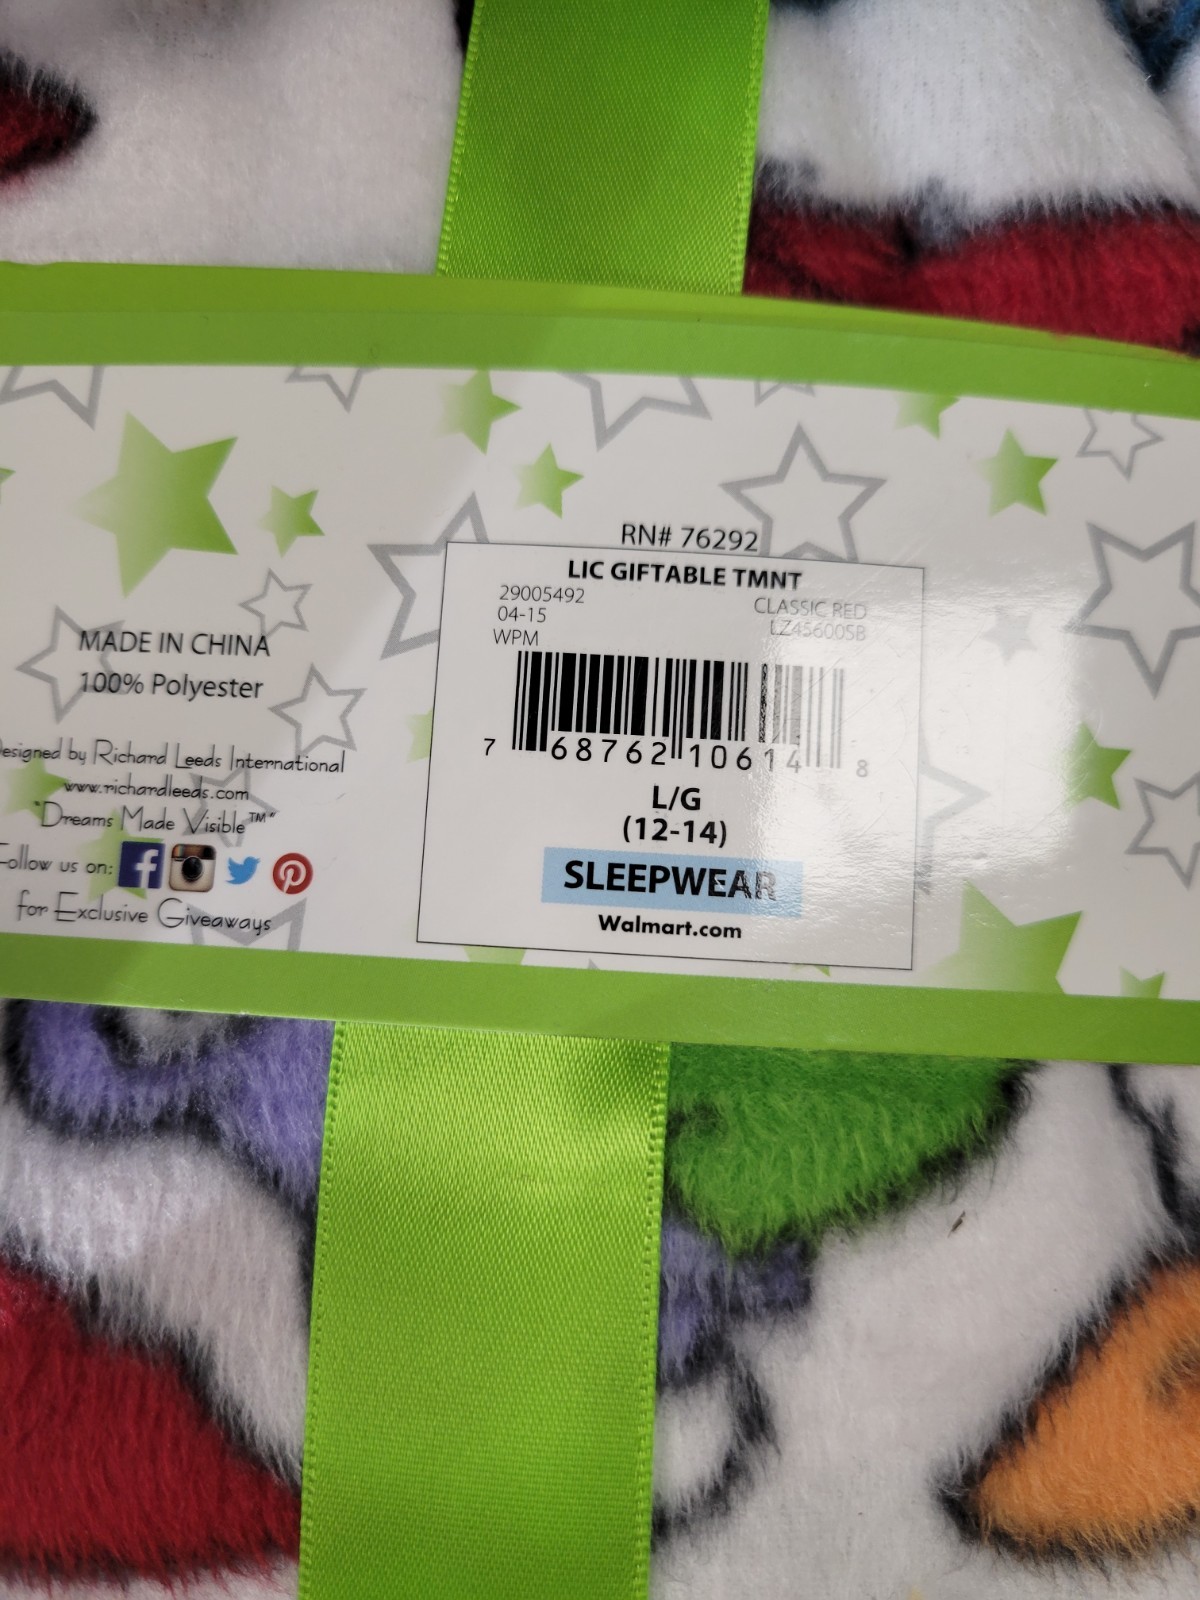 RN# 76292
LIC GIFTABLE TMNT
29005492 CLASSIC RED
04-15 LZ456005B
WPM
7 68762 10614 8
L/G
(12-14)
SLEEPWEAR
Walmart.com
MADE IN CHINA
100% Polyester
esigned by Richard Leeds International
www.richardleeds.com
"Dreams Made Visible™"
Follow us on:
for Exclusive Giveaways